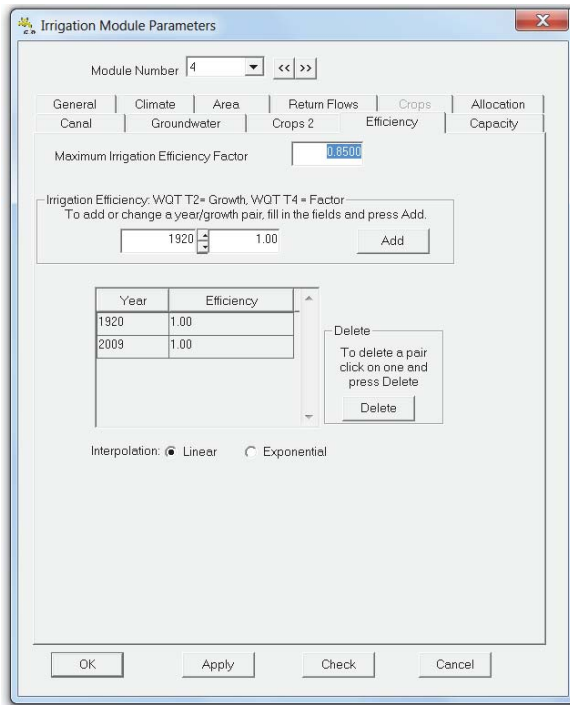 Irrigation Module Parameters
Module Number 4 << >>
General Climate Area Return Flows Crops Allocation
Canal Groundwater Crops 2 Efficiency Capacity
Maximum Irrigation Efficiency Factor 0.8500
Irrigation Efficiency: WQT T2= Growth, WQT T4 = Factor
To add or change a year/growth pair, fill in the fields and press Add.
1920 1.00 Add
Year Efficiency
1920 1.00
2009 1.00
Delete
To delete a pair
click on one and
press Delete
Delete
Interpolation: Linear Exponential
OK Apply Check Cancel